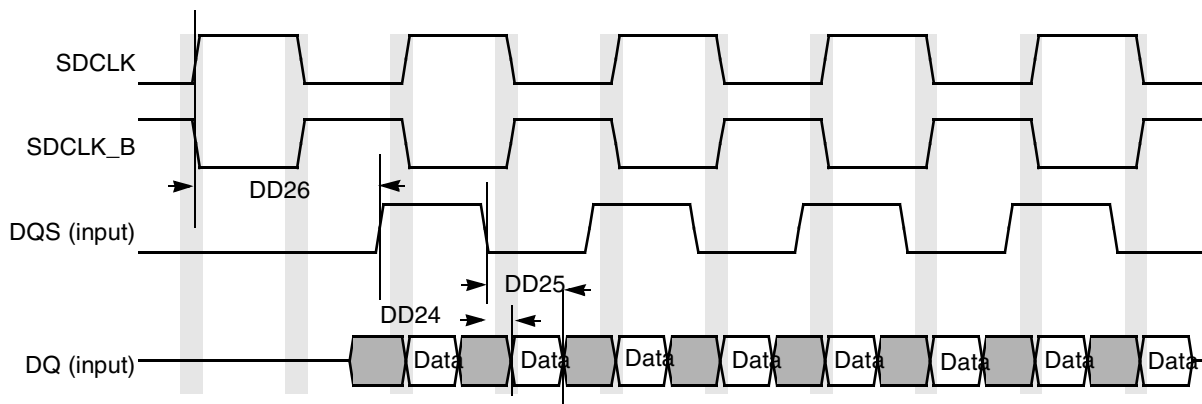 SDCLK
SDCLK_B
DD26
DQS (input)
DD25
DD24
DQ (input)
Data Data Data Data Data Data Data Data